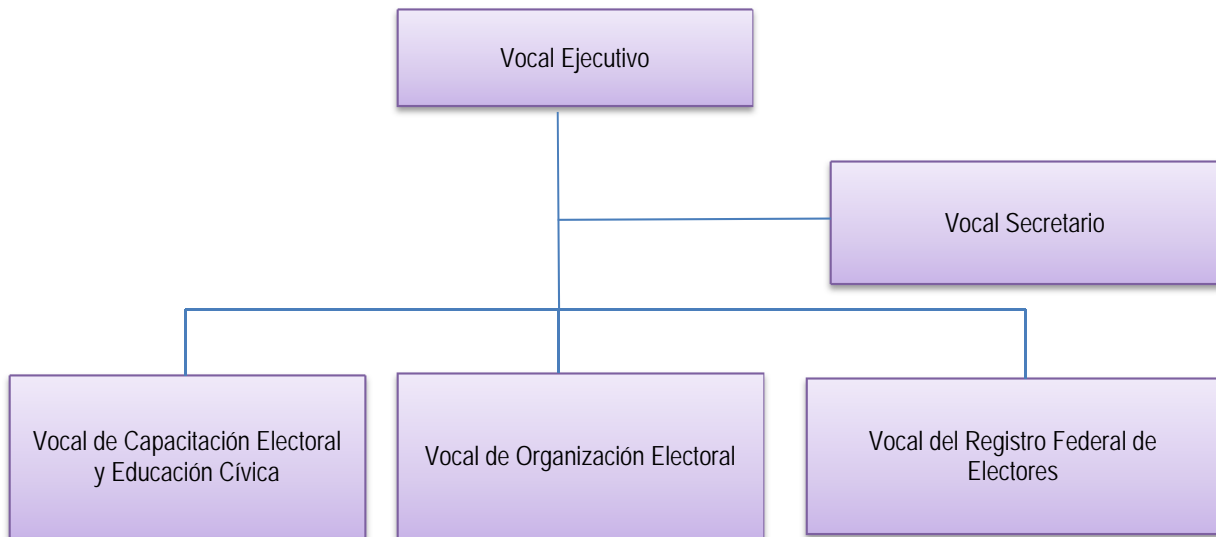 Vocal Ejecutivo
Vocal Secretario
Vocal de Capacitación Electoral
y Educación Cívica
Vocal de Organización Electoral
Vocal del Registro Federal de
Electores